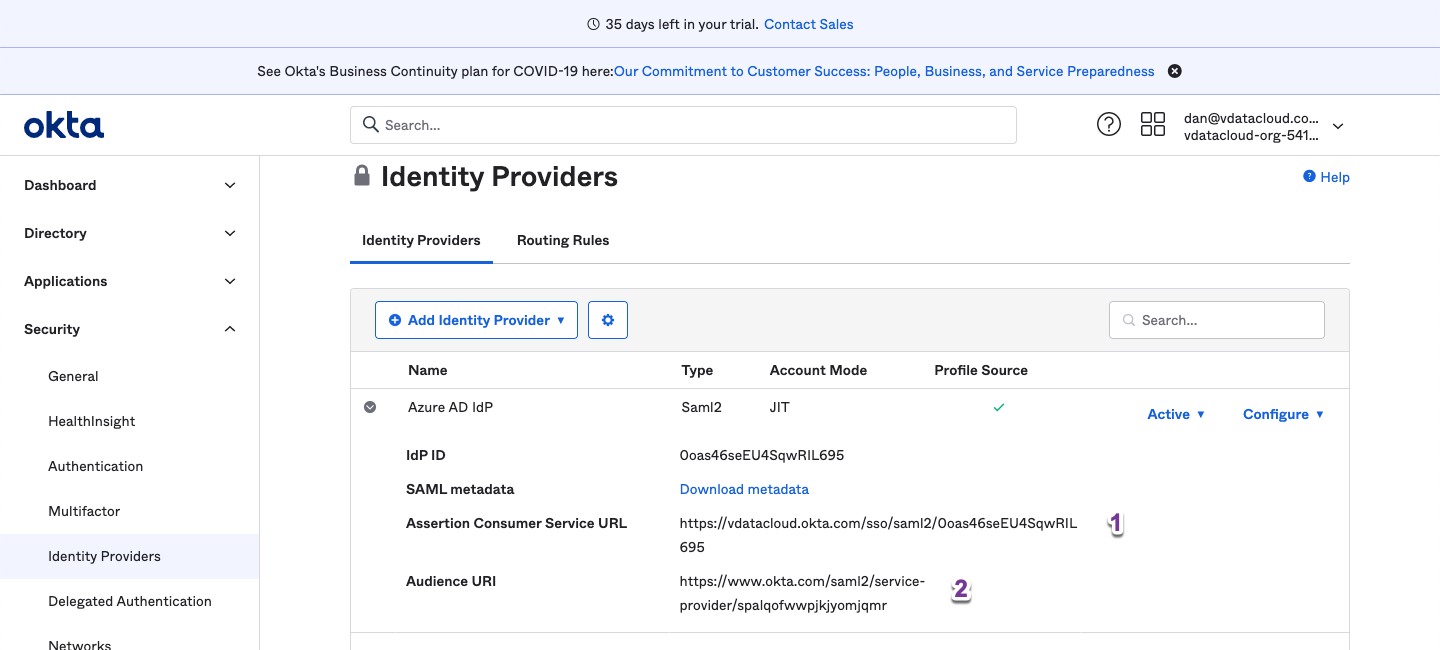 35 days left in your trial. Contact Sales
See Okta's Business Continuity plan for COVID-19 here:Our Commitment to Customer Success: People, Business, and Service Preparedness
okta
Search...
dan@vdatacloud.co...
vdatacloud-org-541...
Dashboard
Directory
Applications
Security
General
HealthInsight
Authentication
Multifactor
Identity Providers
Delegated Authentication
Networks
Identity Providers
Help
Identity Providers Routing Rules
Add Identity Provider
Search...
Name Type Account Mode Profile Source
Azure AD IdP Saml2 JIT Active Configure
IdP ID 0oas46seEU4SqwRIL695
SAML metadata Download metadata
Assertion Consumer Service URL https://vdatacloud.okta.com/sso/saml2/0oas46seEU4SqwRIL 1
695
Audience URI https://www.okta.com/saml2/service-
provider/spalqofwwpjkjyomjqmr 2